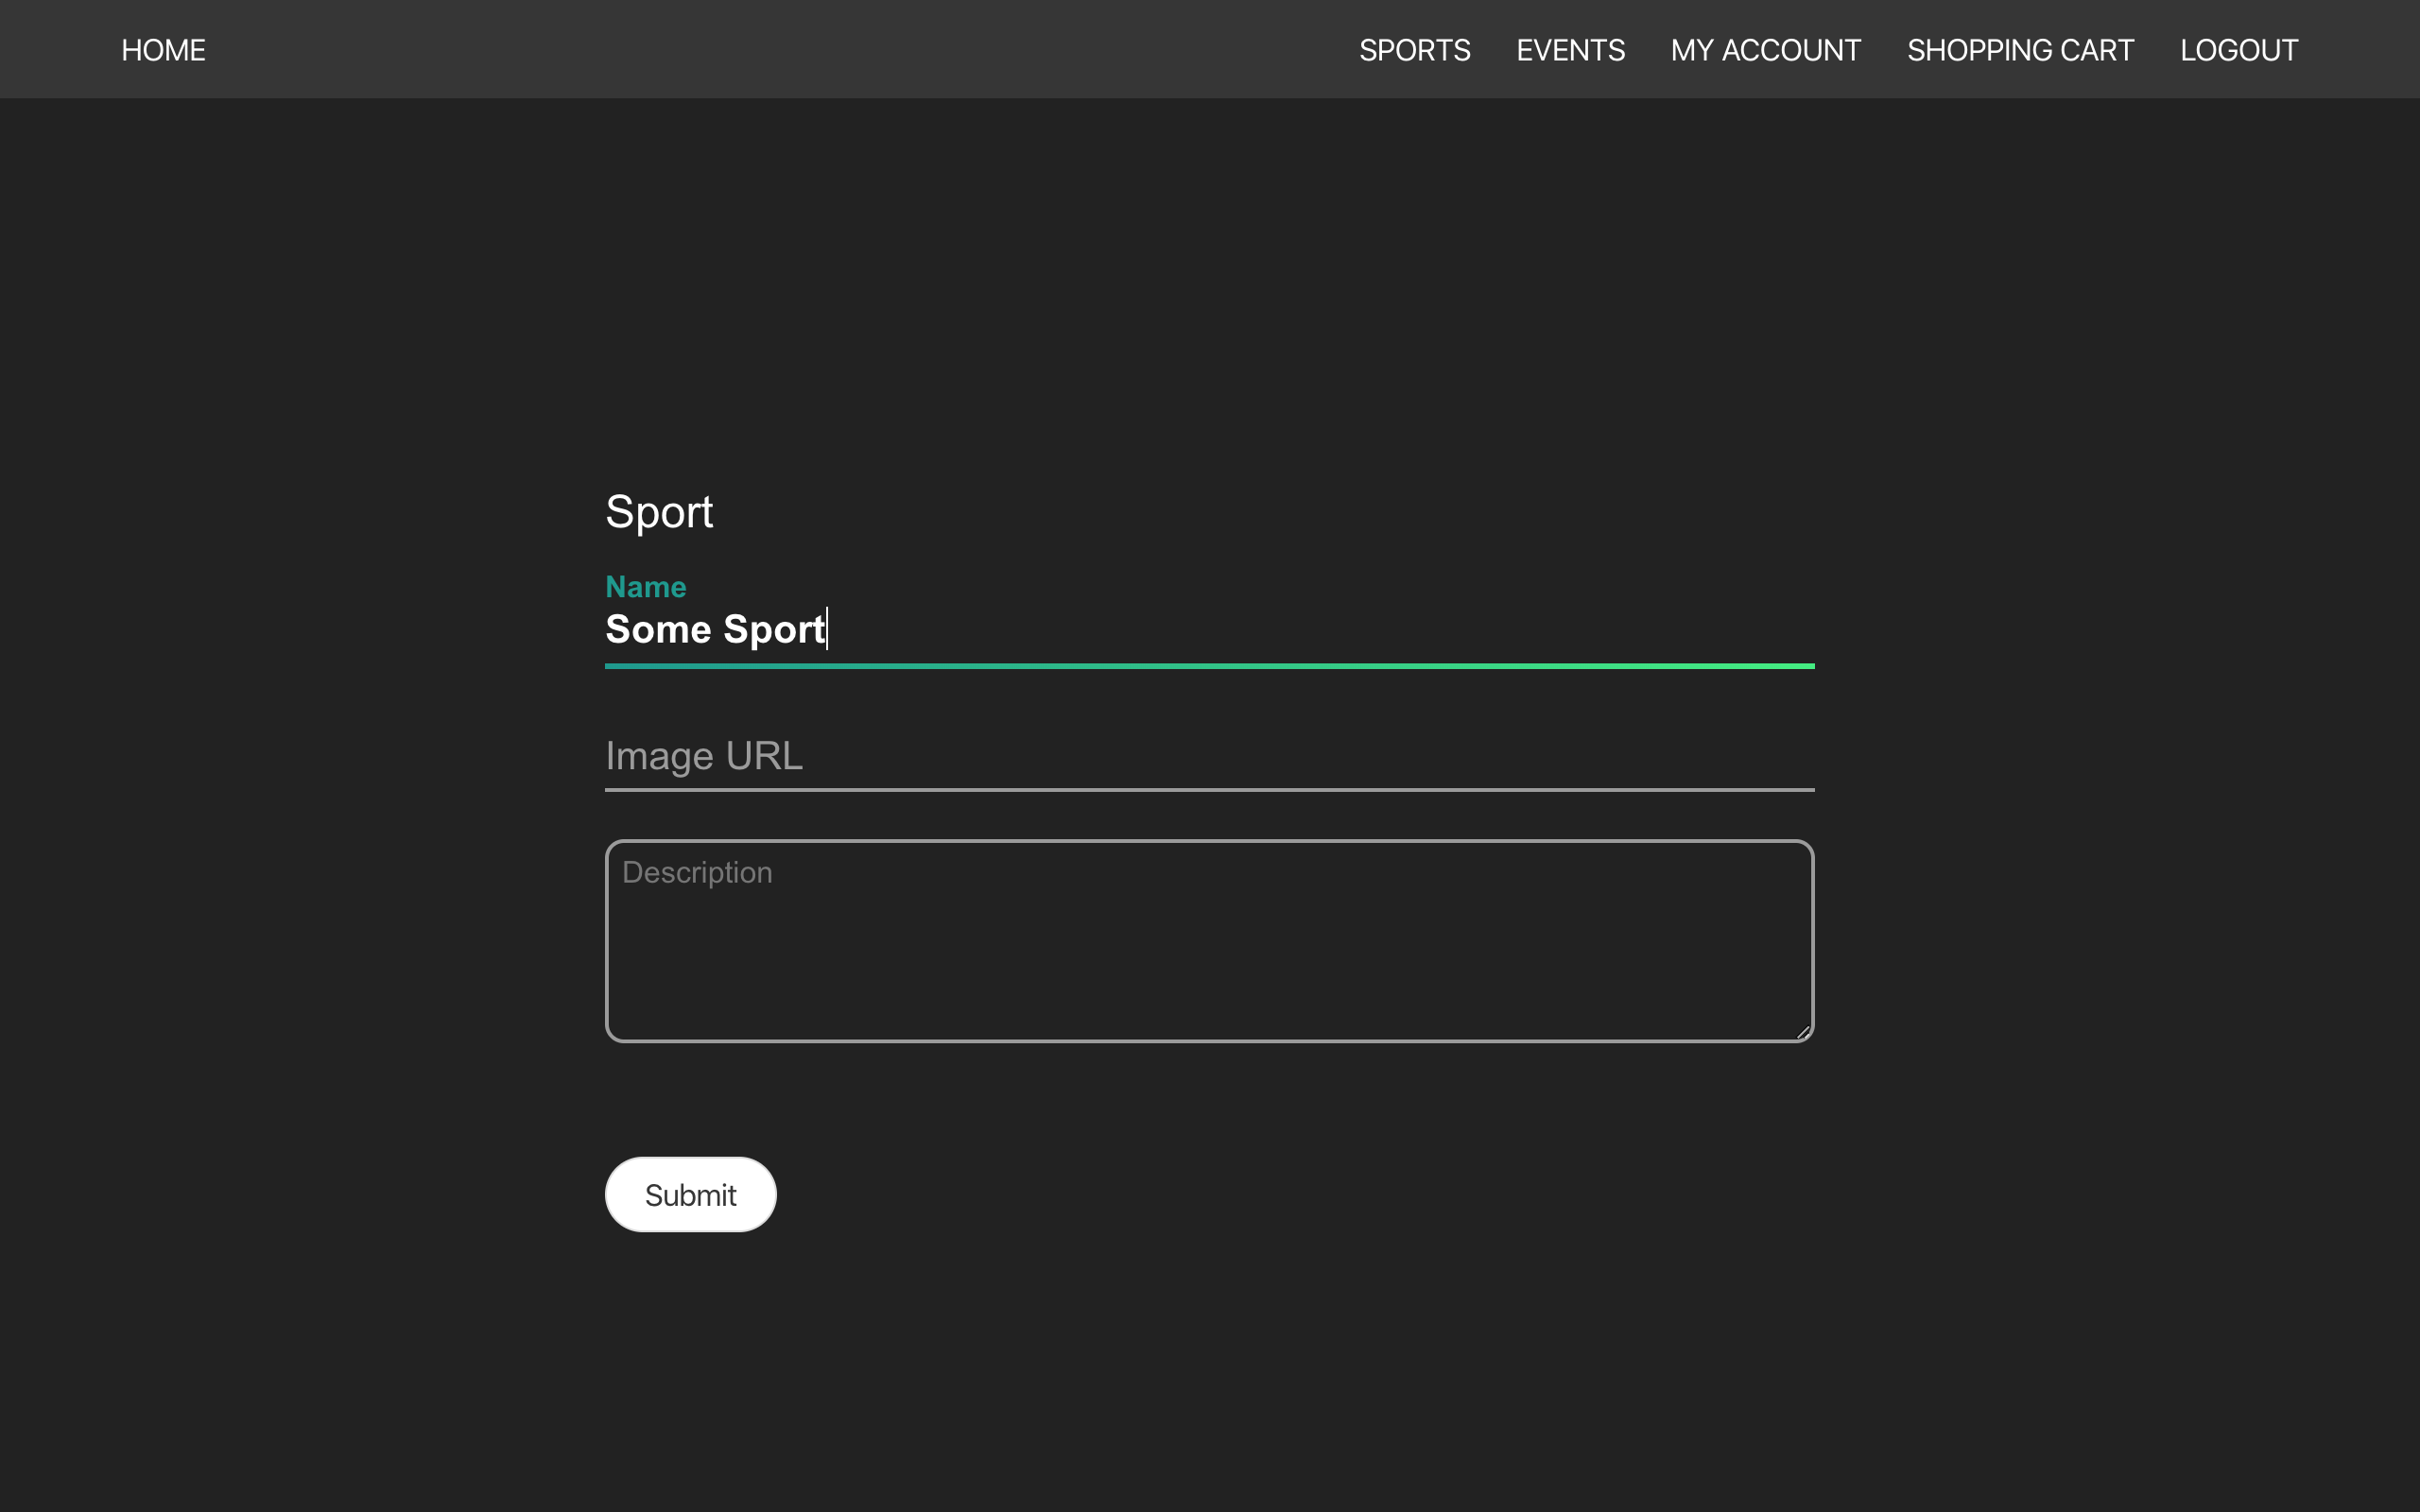 HOME SPORTS EVENTS MY ACCOUNT SHOPPING CART LOGOUT
Sport
Name
Some Sport
Image URL
Description
Submit